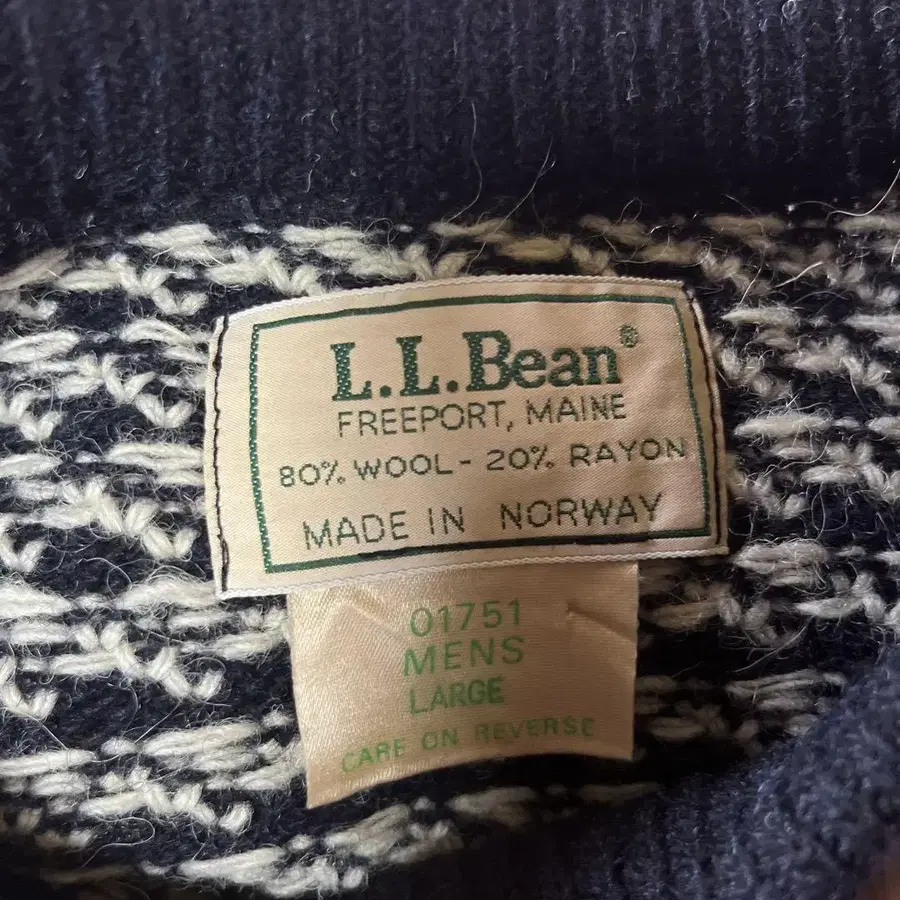 L.L.Bean®
FREEPORT, MAINE
80% WOOL - 20% RAYON
MADE IN NORWAY
01751
MENS
LARGE
CARE ON REVERSE